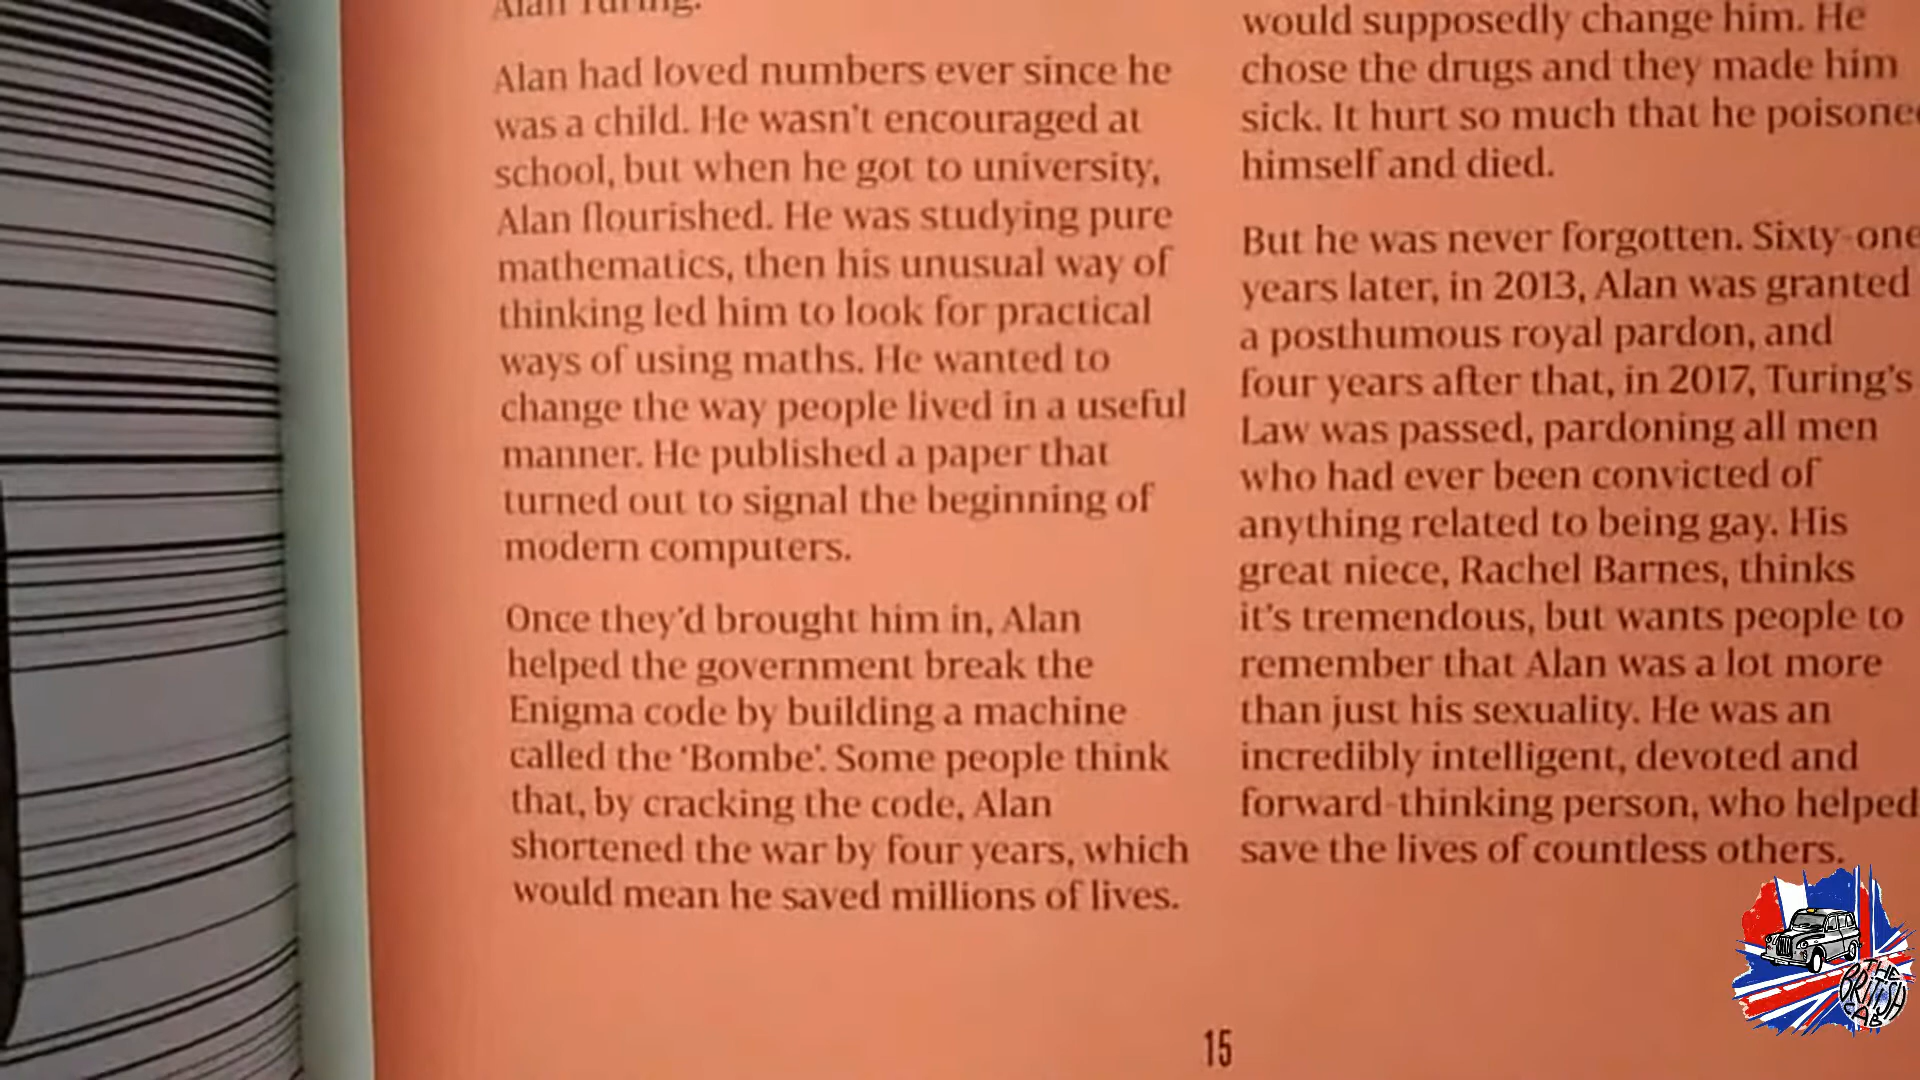 Alan Turing.
Alan had loved numbers ever since he
was a child. He wasn't encouraged at
school, but when he got to university,
Alan flourished. He was studying pure
mathematics, then his unusual way of
thinking led him to look for practical
ways of using maths. He wanted to
change the way people lived in a useful
manner. He published a paper that
turned out to signal the beginning of
modern computers.
Once they'd brought him in, Alan
helped the government break the
Enigma code by building a machine
called the ‘Bombe’. Some people think
that, by cracking the code, Alan
shortened the war by four years, which
would mean he saved millions of lives.
would supposedly change him. He
chose the drugs and they made him
sick. It hurt so much that he poisoned
himself and died.
But he was never forgotten. Sixty-one
years later, in 2013, Alan was granted
a posthumous royal pardon, and
four years after that, in 2017, Turing's
Law was passed, pardoning all men
who had ever been convicted of
anything related to being gay. His
great niece, Rachel Barnes, thinks
it's tremendous, but wants people to
remember that Alan was a lot more
than just his sexuality. He was an
incredibly intelligent, devoted and
forward-thinking person, who helped
save the lives of countless others.
15
THE
BRITISH
CAB